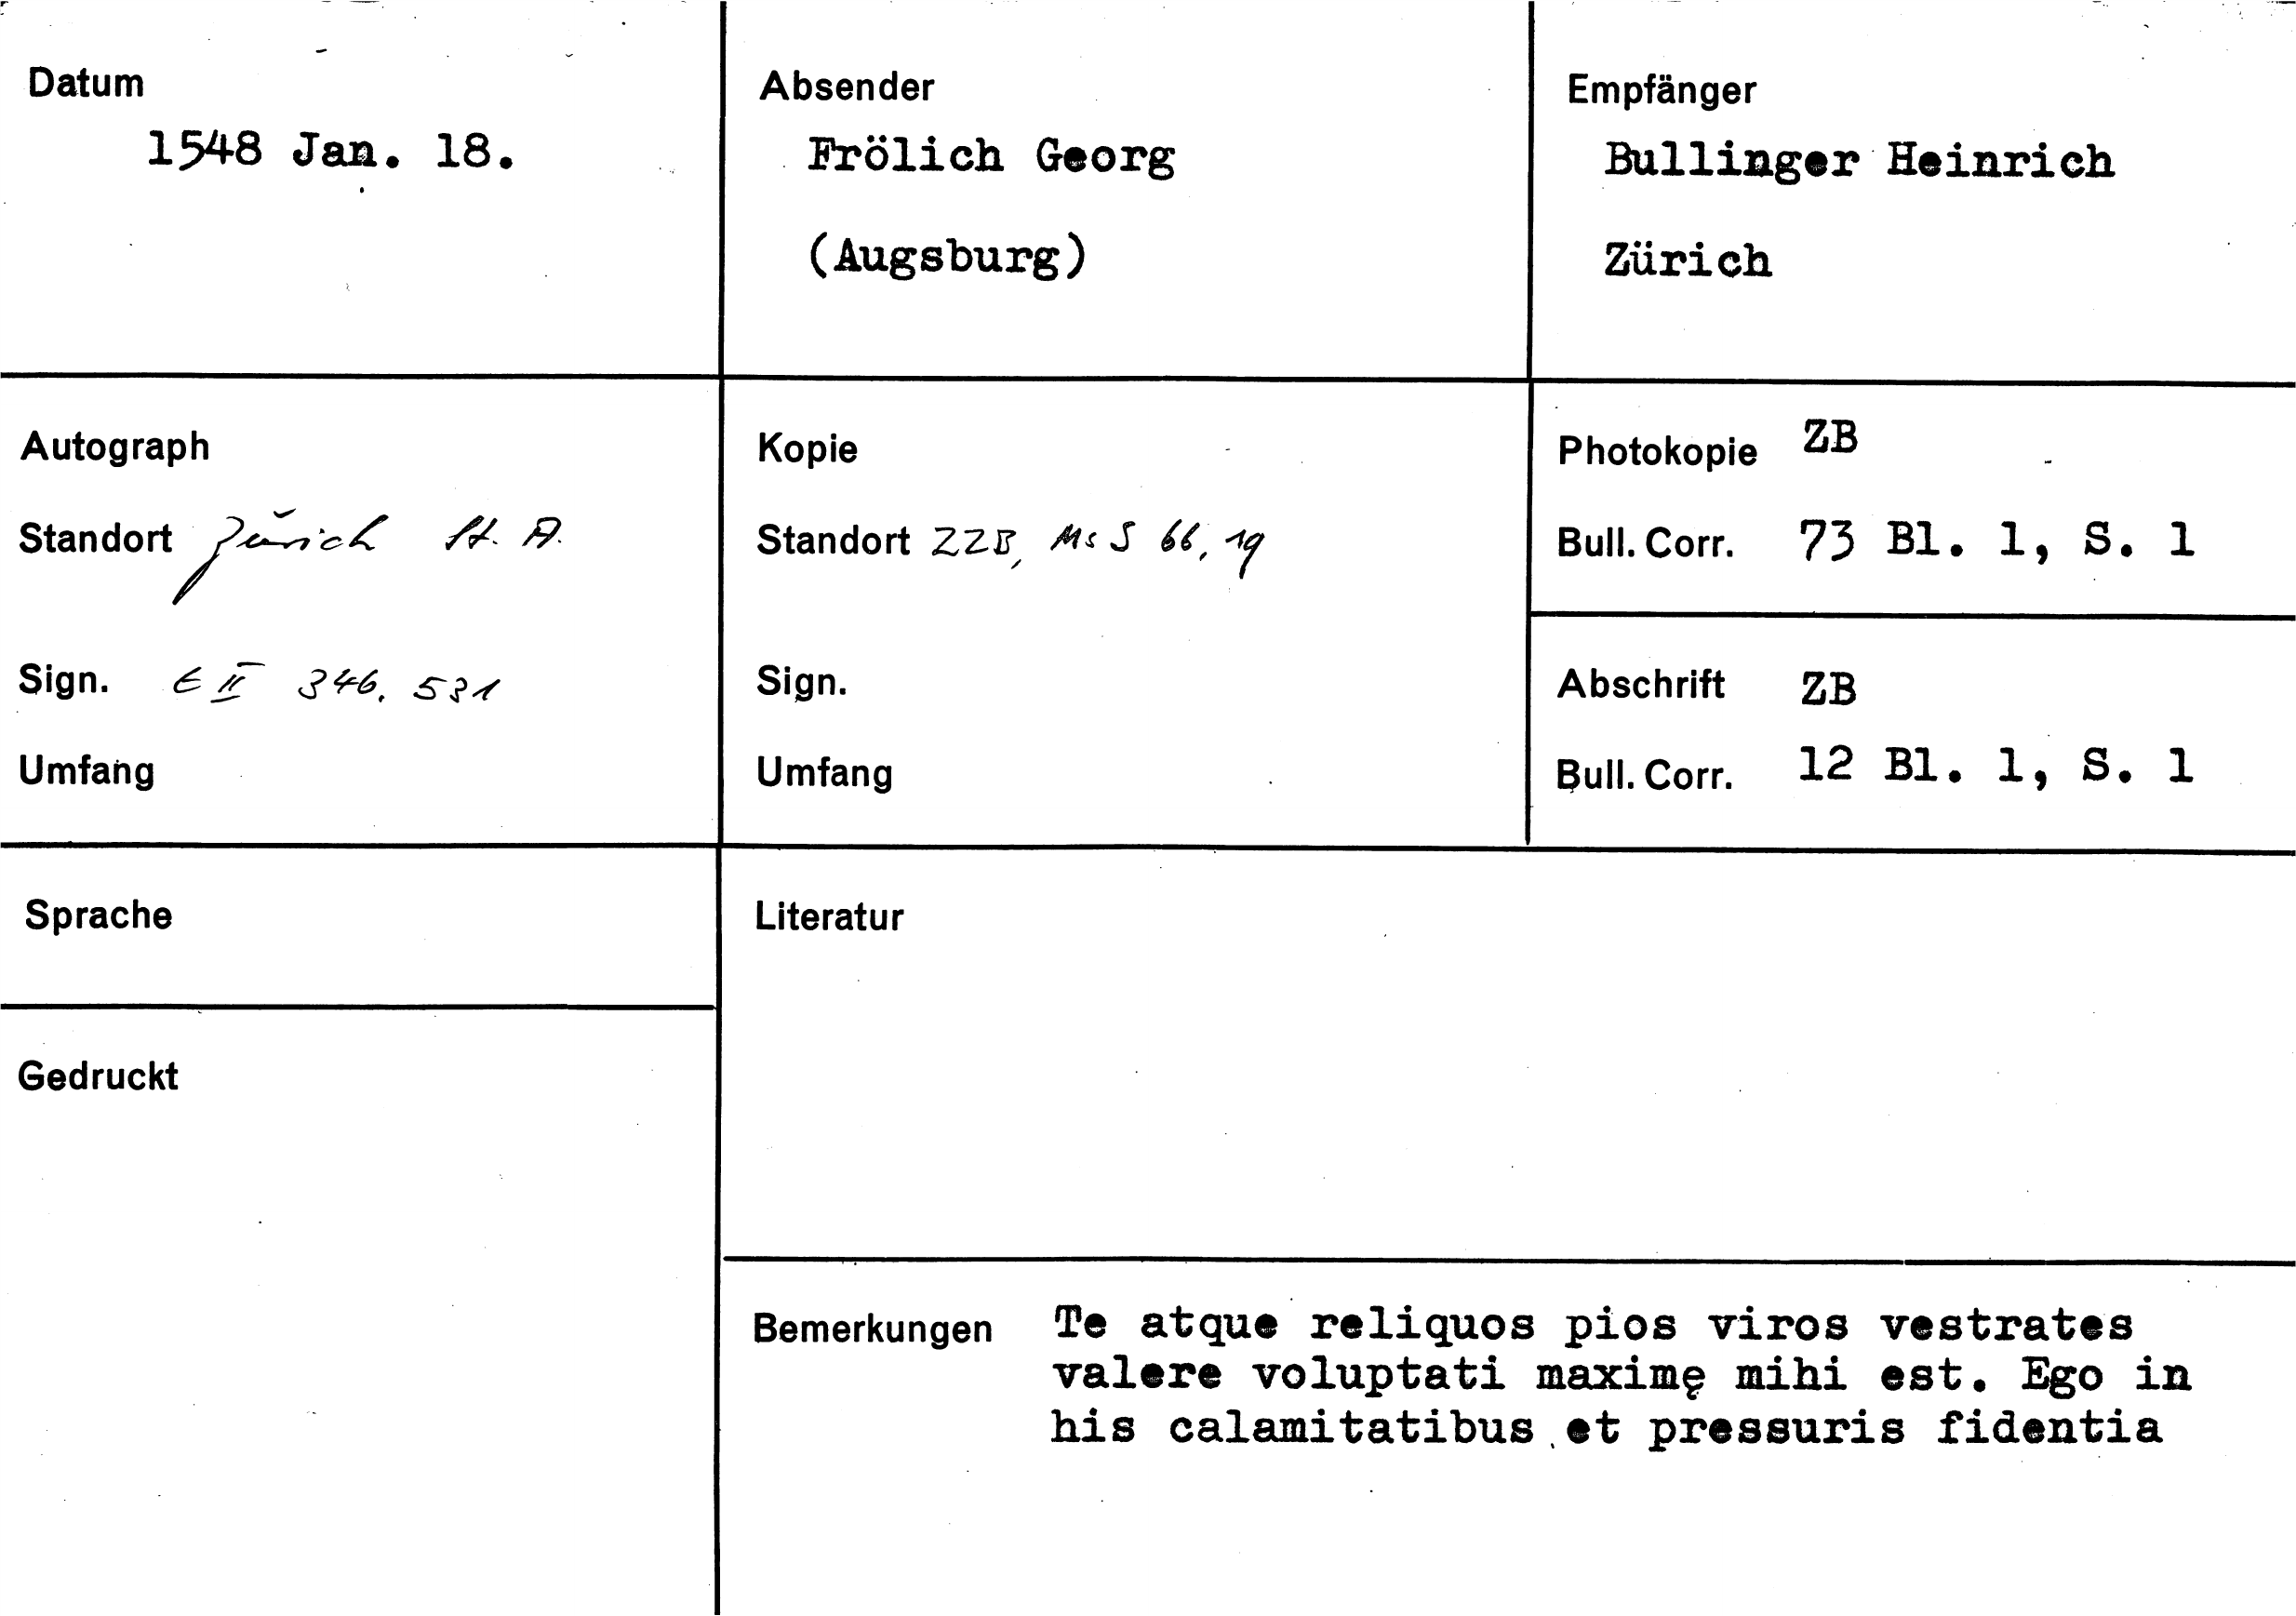 Datum
1548 Jan. 18.
Absender
Frölich Georg
(Augsburg)
Empfänger
Bullinger Heinrich
Zürich
Autograph
Standort Zürich St. A.
Sign. E II 346, 531
Umfang
Kopie
Standort ZZB, Ms S 66, 19
Sign.
Umfang
Photokopie ZB
Bull. Corr. 73 Bl. 1, S. 1
Abschrift ZB
Bull. Corr. 12 Bl. 1, S. 1
Sprache
Gedruckt
Literatur
Bemerkungen Te atque reliquos pios viros vestrates
valere voluptati maximę mihi est. Ego in
his calamitatibus et pressuris fidentia